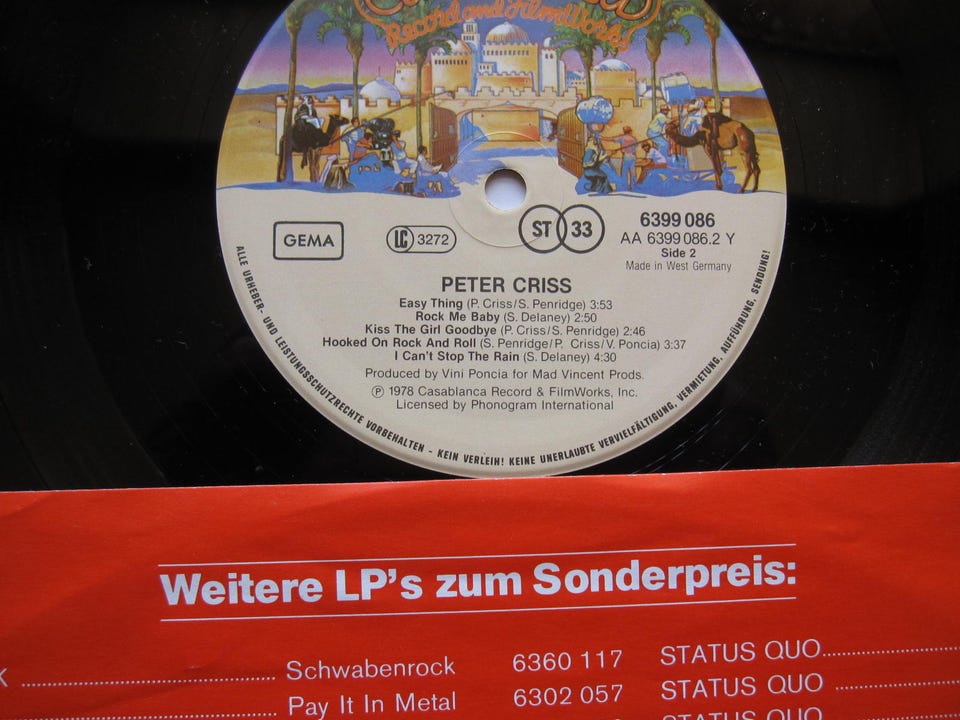 Record and FilmWorks
GEMA
LC 3272
ST 33
6399 086
AA 6399 086.2 Y
Side 2
Made in West Germany
PETER CRISS
Easy Thing (P. Criss/S. Penridge) 3:53
Rock Me Baby (S. Delaney) 2:50
Kiss The Girl Goodbye (P. Criss/S. Penridge) 2:46
Hooked On Rock And Roll (S. Penridge/P. Criss/V. Poncia) 3:37
I Can't Stop The Rain (S. Delaney) 4:30
Produced by Vini Poncia for Mad Vincent Prods.
Ⓟ 1978 Casablanca Record & FilmWorks, Inc.
Licensed by Phonogram International
ALLE URHEBER- UND LEISTUNGSSCHUTZRECHTE VORBEHALTEN - KEIN VERLEIH! KEINE UNERLAUBTE VERVIELFÄLTIGUNG, VERMIETUNG, AUFFÜHRUNG, SENDUNG!
Weitere LP's zum Sonderpreis:
K ........ Schwabenrock 6360 117 STATUS QUO........
........ Pay It In Metal 6302 057 STATUS QUO ........
STATUS QUO